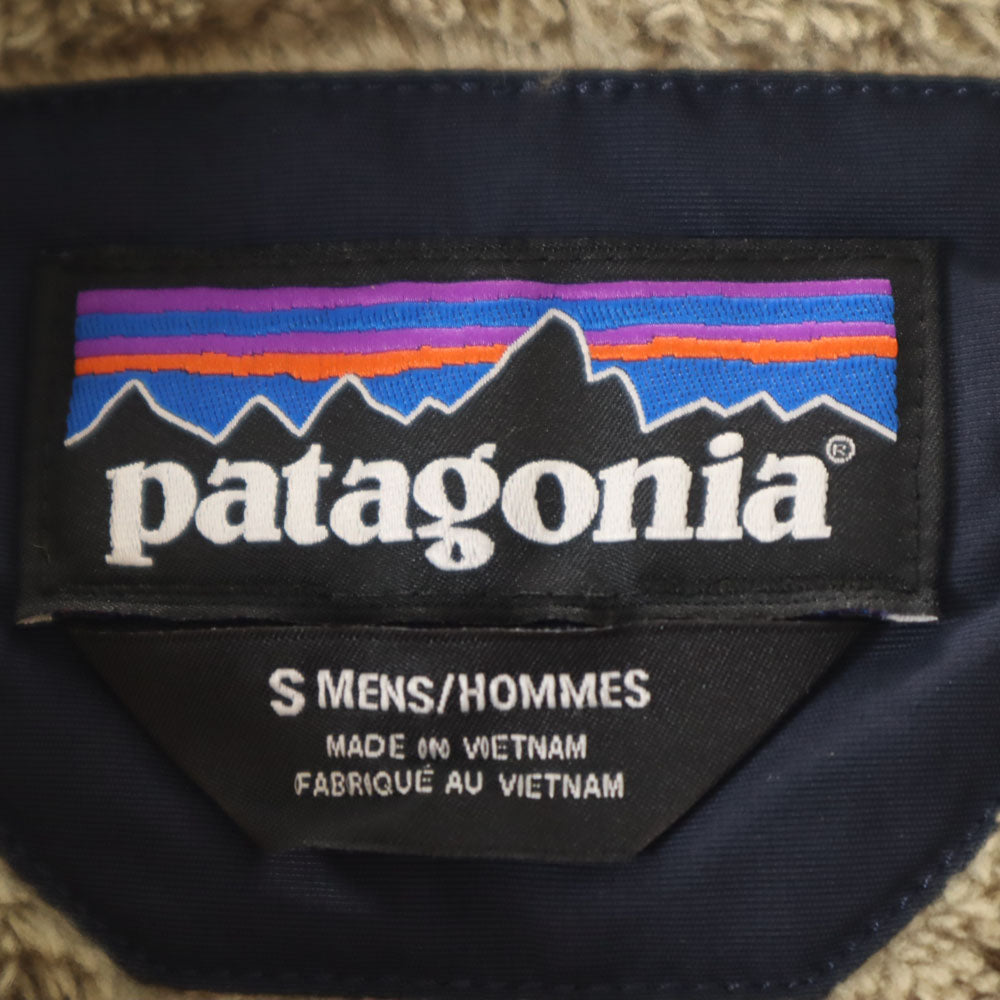 patagonia®
S MENS/HOMMES
MADE IN VIETNAM
FABRIQUÉ AU VIETNAM